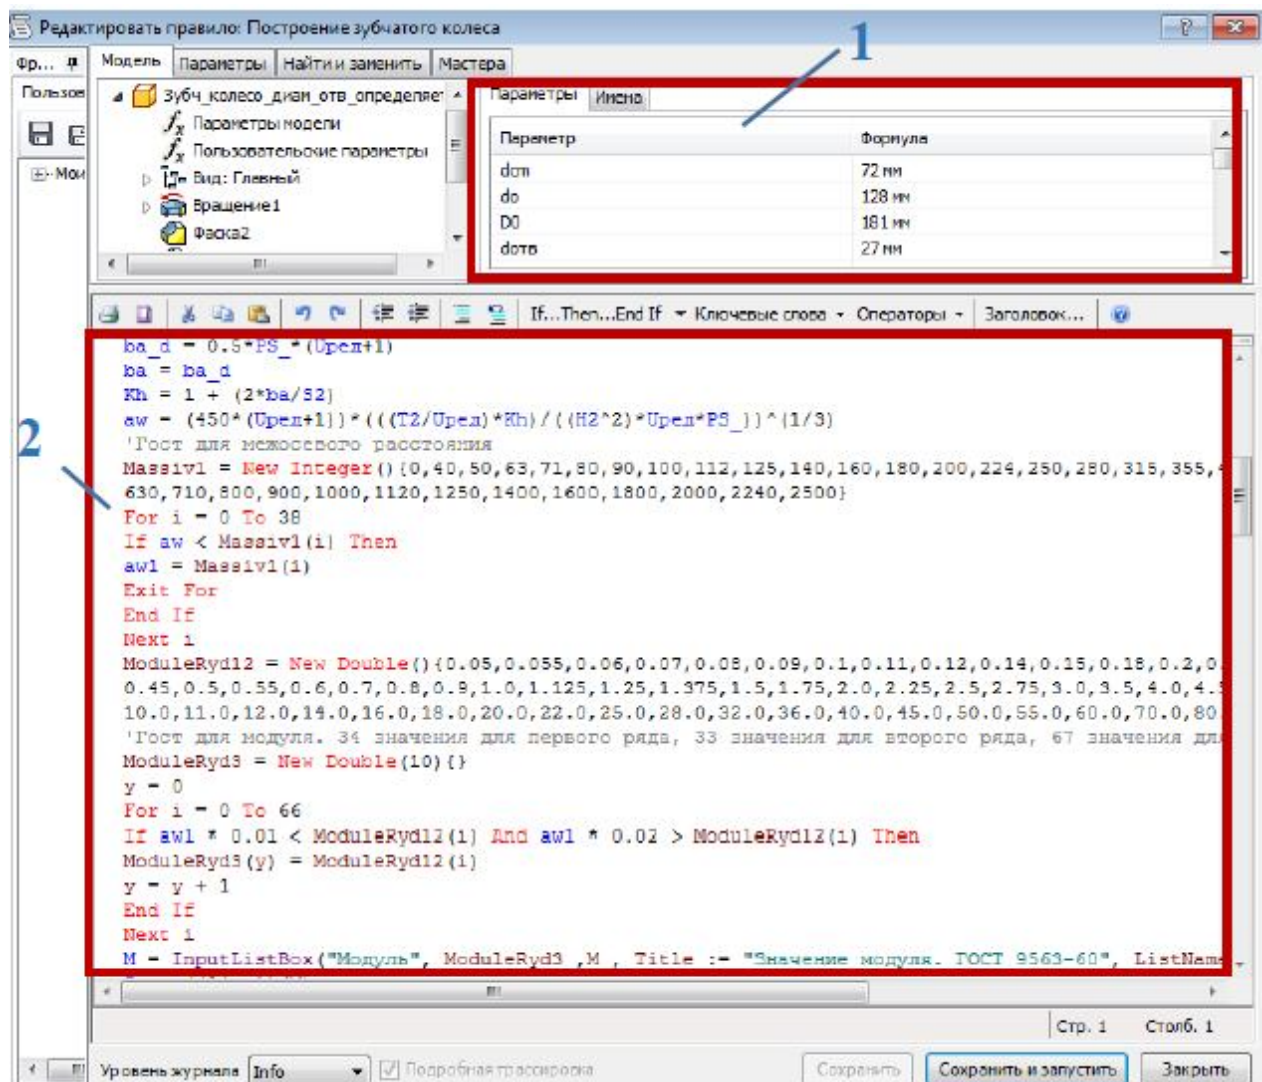 Редактировать правило: Построение зубчатого колеса
1
Фр...
Модель Параметры Найти и заменить Мастера
Пользов
Зубч_колесо_диам_отв_определяет
Параметры модели
Пользовательские параметры
Вид: Главный
Вращение1
Фаска2
Мои
Параметры Имена
Параметр Формула
dст 72 мм
do 128 мм
D0 181 мм
dотв 27 мм
If...Then...End If Ключевые слова Операторы Заголовок...
2
ba_d = 0.5*PS_*(Uрел+1)
ba = ba_d
Kh = 1 + (2*ba/S2)
aw = (450*(Uрел+1))*(((T2/Uрел)*Kh)/((H2^2)*Uрел*PS_))^(1/3)
'Гост для межосевого расстояния
Massiv1 = New Integer(){0,40,50,63,71,80,90,100,112,125,140,160,180,200,224,250,280,315,355,4
630,710,800,900,1000,1120,1250,1400,1600,1800,2000,2240,2500}
For i = 0 To 38
If aw < Massiv1(i) Then
aw1 = Massiv1(i)
Exit For
End If
Next i
ModuleRyd12 = New Double(){0.05,0.055,0.06,0.07,0.08,0.09,0.1,0.11,0.12,0.14,0.15,0.18,0.2,0.
0.45,0.5,0.55,0.6,0.7,0.8,0.9,1.0,1.125,1.25,1.375,1.5,1.75,2.0,2.25,2.5,2.75,3.0,3.5,4.0,4.5
10.0,11.0,12.0,14.0,16.0,18.0,20.0,22.0,25.0,28.0,32.0,36.0,40.0,45.0,50.0,55.0,60.0,70.0,80.
'Гост для модуля. 34 значения для первого ряда, 33 значения для второго ряда, 67 значения для
ModuleRyd3 = New Double(10){}
y = 0
For i = 0 To 66
If aw1 * 0.01 < ModuleRyd12(i) And aw1 * 0.02 > ModuleRyd12(i) Then
ModuleRyd3(y) = ModuleRyd12(i)
y = y + 1
End If
Next i
M = InputListBox("Модуль", ModuleRyd3 ,M , Title := "Значение модуля. ГОСТ 9563-60", ListName
Стр. 1 Столб. 1
Уровень журнала Info Подробная трассировка Сохранить Сохранить и запустить Закрыть